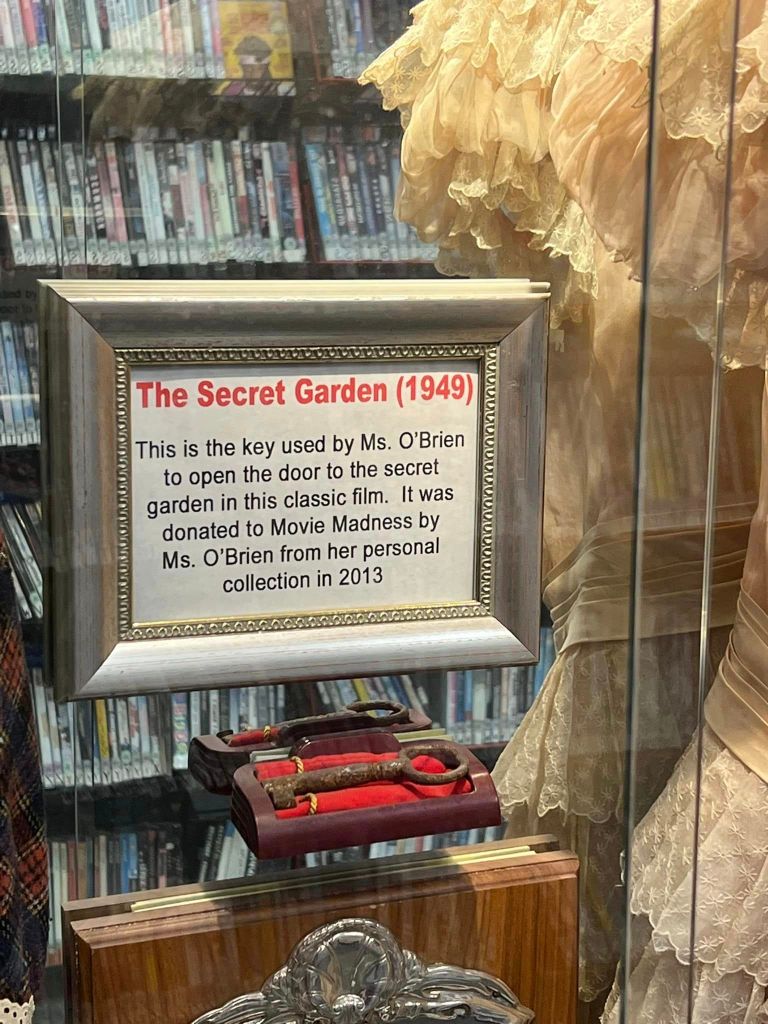 The Secret Garden (1949)
This is the key used by Ms. O'Brien
to open the door to the secret
garden in this classic film.  It was
donated to Movie Madness by
Ms. O'Brien from her personal
collection in 2013